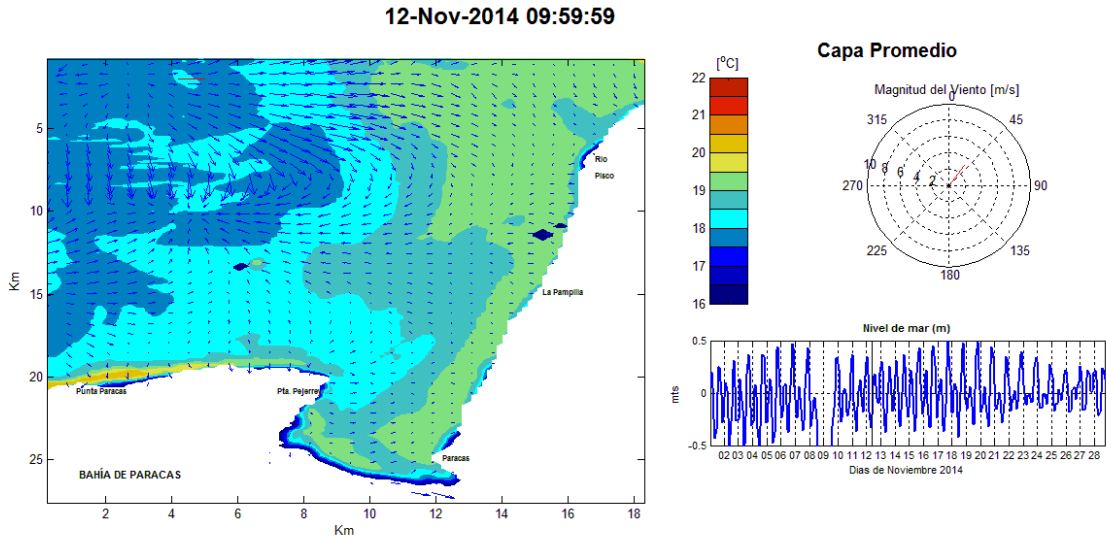 12-Nov-2014 09:59:59
Capa Promedio
[°C]
22
21
20
19
18
17
16
Magnitud del Viento [m/s]
0
45
90
135
180
225
270
315
10
8
6
4
2
Km
5
10
15
20
25
Rio
Pisco
La Pampilla
Punta Paracas
Pta. Pejerrey
Paracas
BAHÍA DE PARACAS
2
4
6
8
10
12
14
16
18
Km
Nivel de mar (m)
mts
0.5
0
-0.5
02 03 04 05 06 07 08 10 11 12 13 14 15 16 17 18 19 20 21 22 23 24 25 26 27 28
Dias de Noviembre 2014